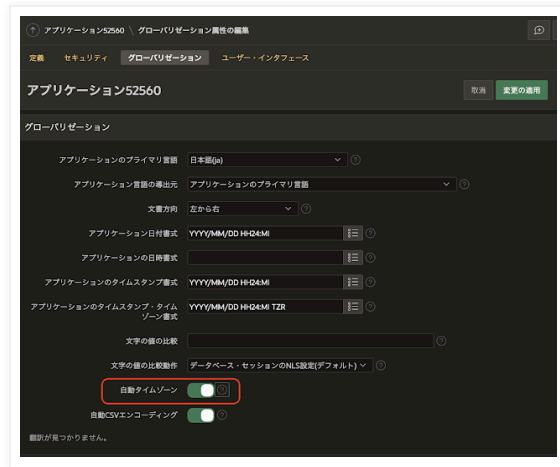 アプリケーション52560 \ グローバリゼーション属性の編集
定義 セキュリティ グローバリゼーション ユーザー・インタフェース
アプリケーション52560
取消 変更の適用
グローバリゼーション
アプリケーションのプライマリ言語 日本語(ja)
アプリケーション言語の導出元 アプリケーションのプライマリ言語
文書方向 左から右
アプリケーション日付書式 YYYY/MM/DD HH24:MI
アプリケーションの日時書式
アプリケーションのタイムスタンプ書式 YYYY/MM/DD HH24:MI
アプリケーションのタイムスタンプ・タイム
ゾーン書式 YYYY/MM/DD HH24:MI TZR
文字の値の比較
文字の値の比較動作 データベース・セッションのNLS設定(デフォルト)
自動タイムゾーン
自動CSVエンコーディング
翻訳が見つかりません。